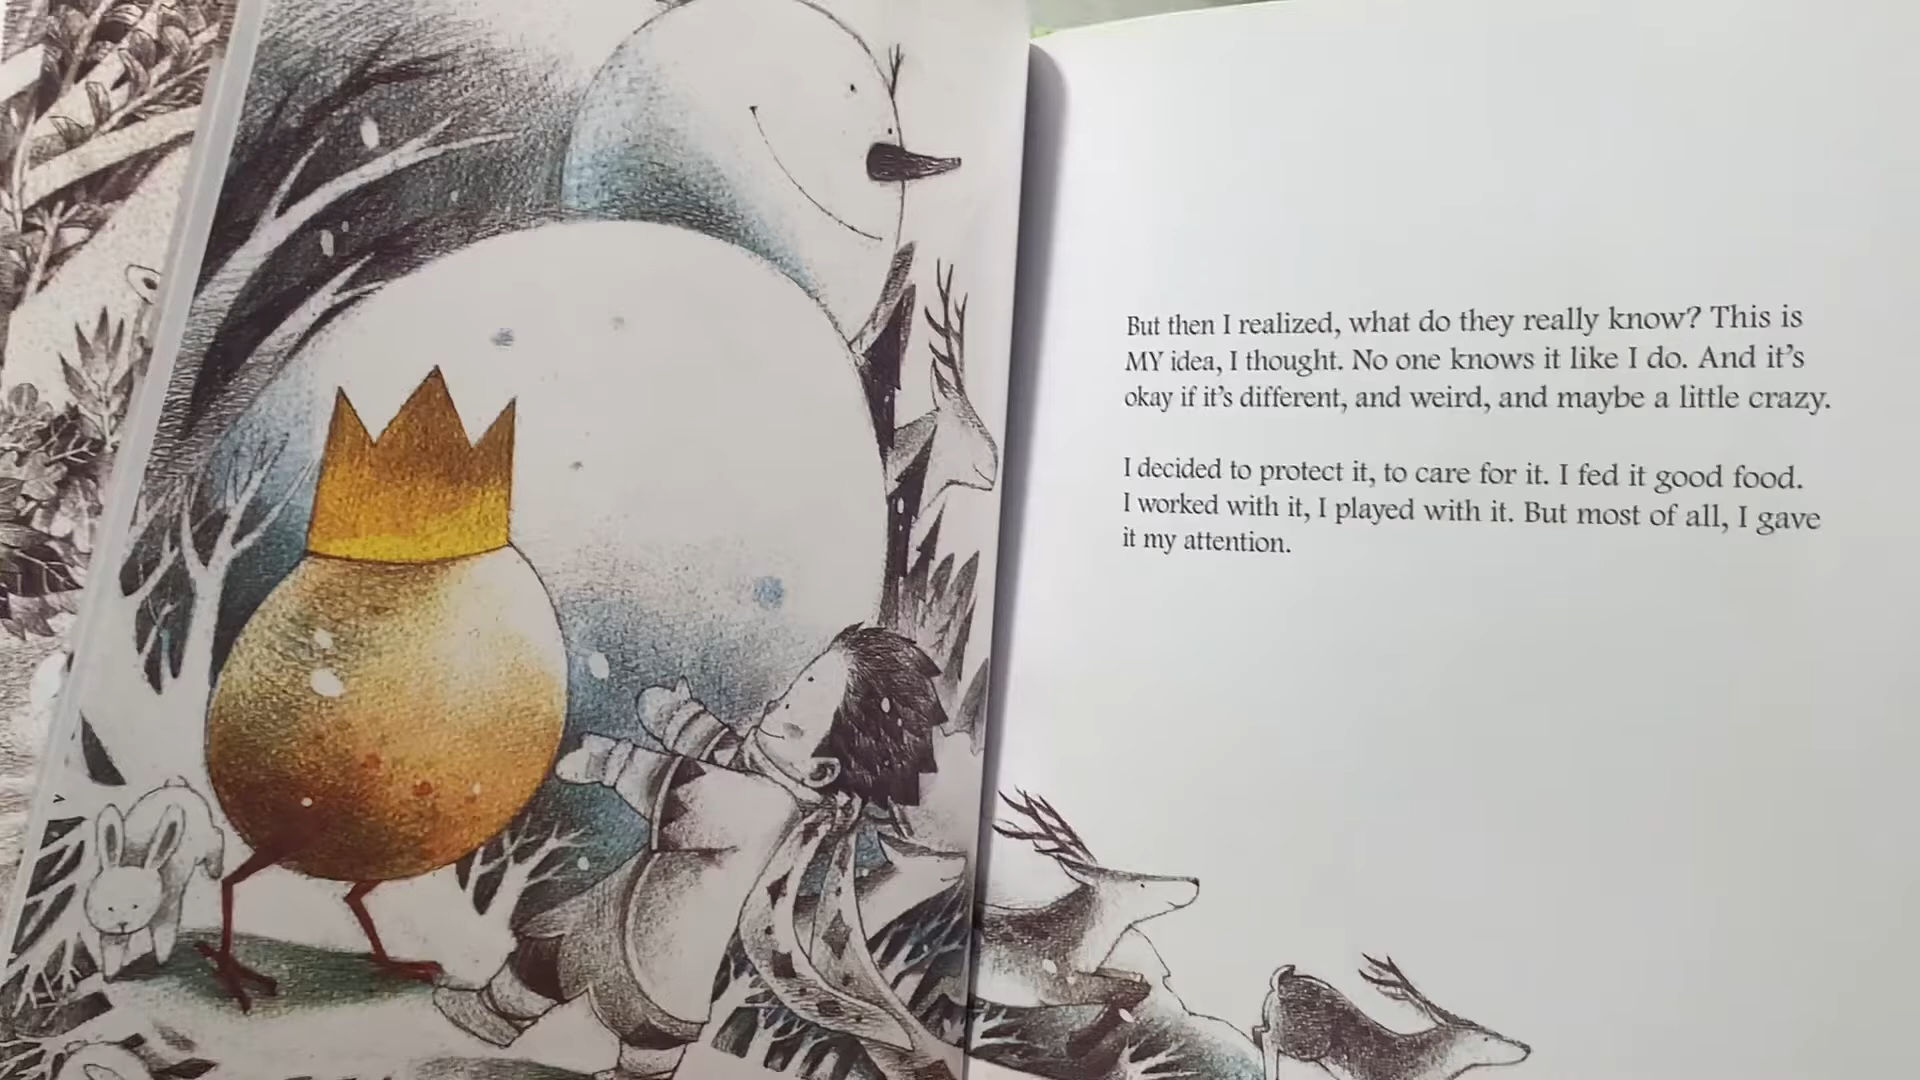 But then I realized, what do they really know? This is
MY idea, I thought. No one knows it like I do. And it's
okay if it's different, and weird, and maybe a little crazy.
I decided to protect it, to care for it. I fed it good food.
I worked with it, I played with it. But most of all, I gave
it my attention.